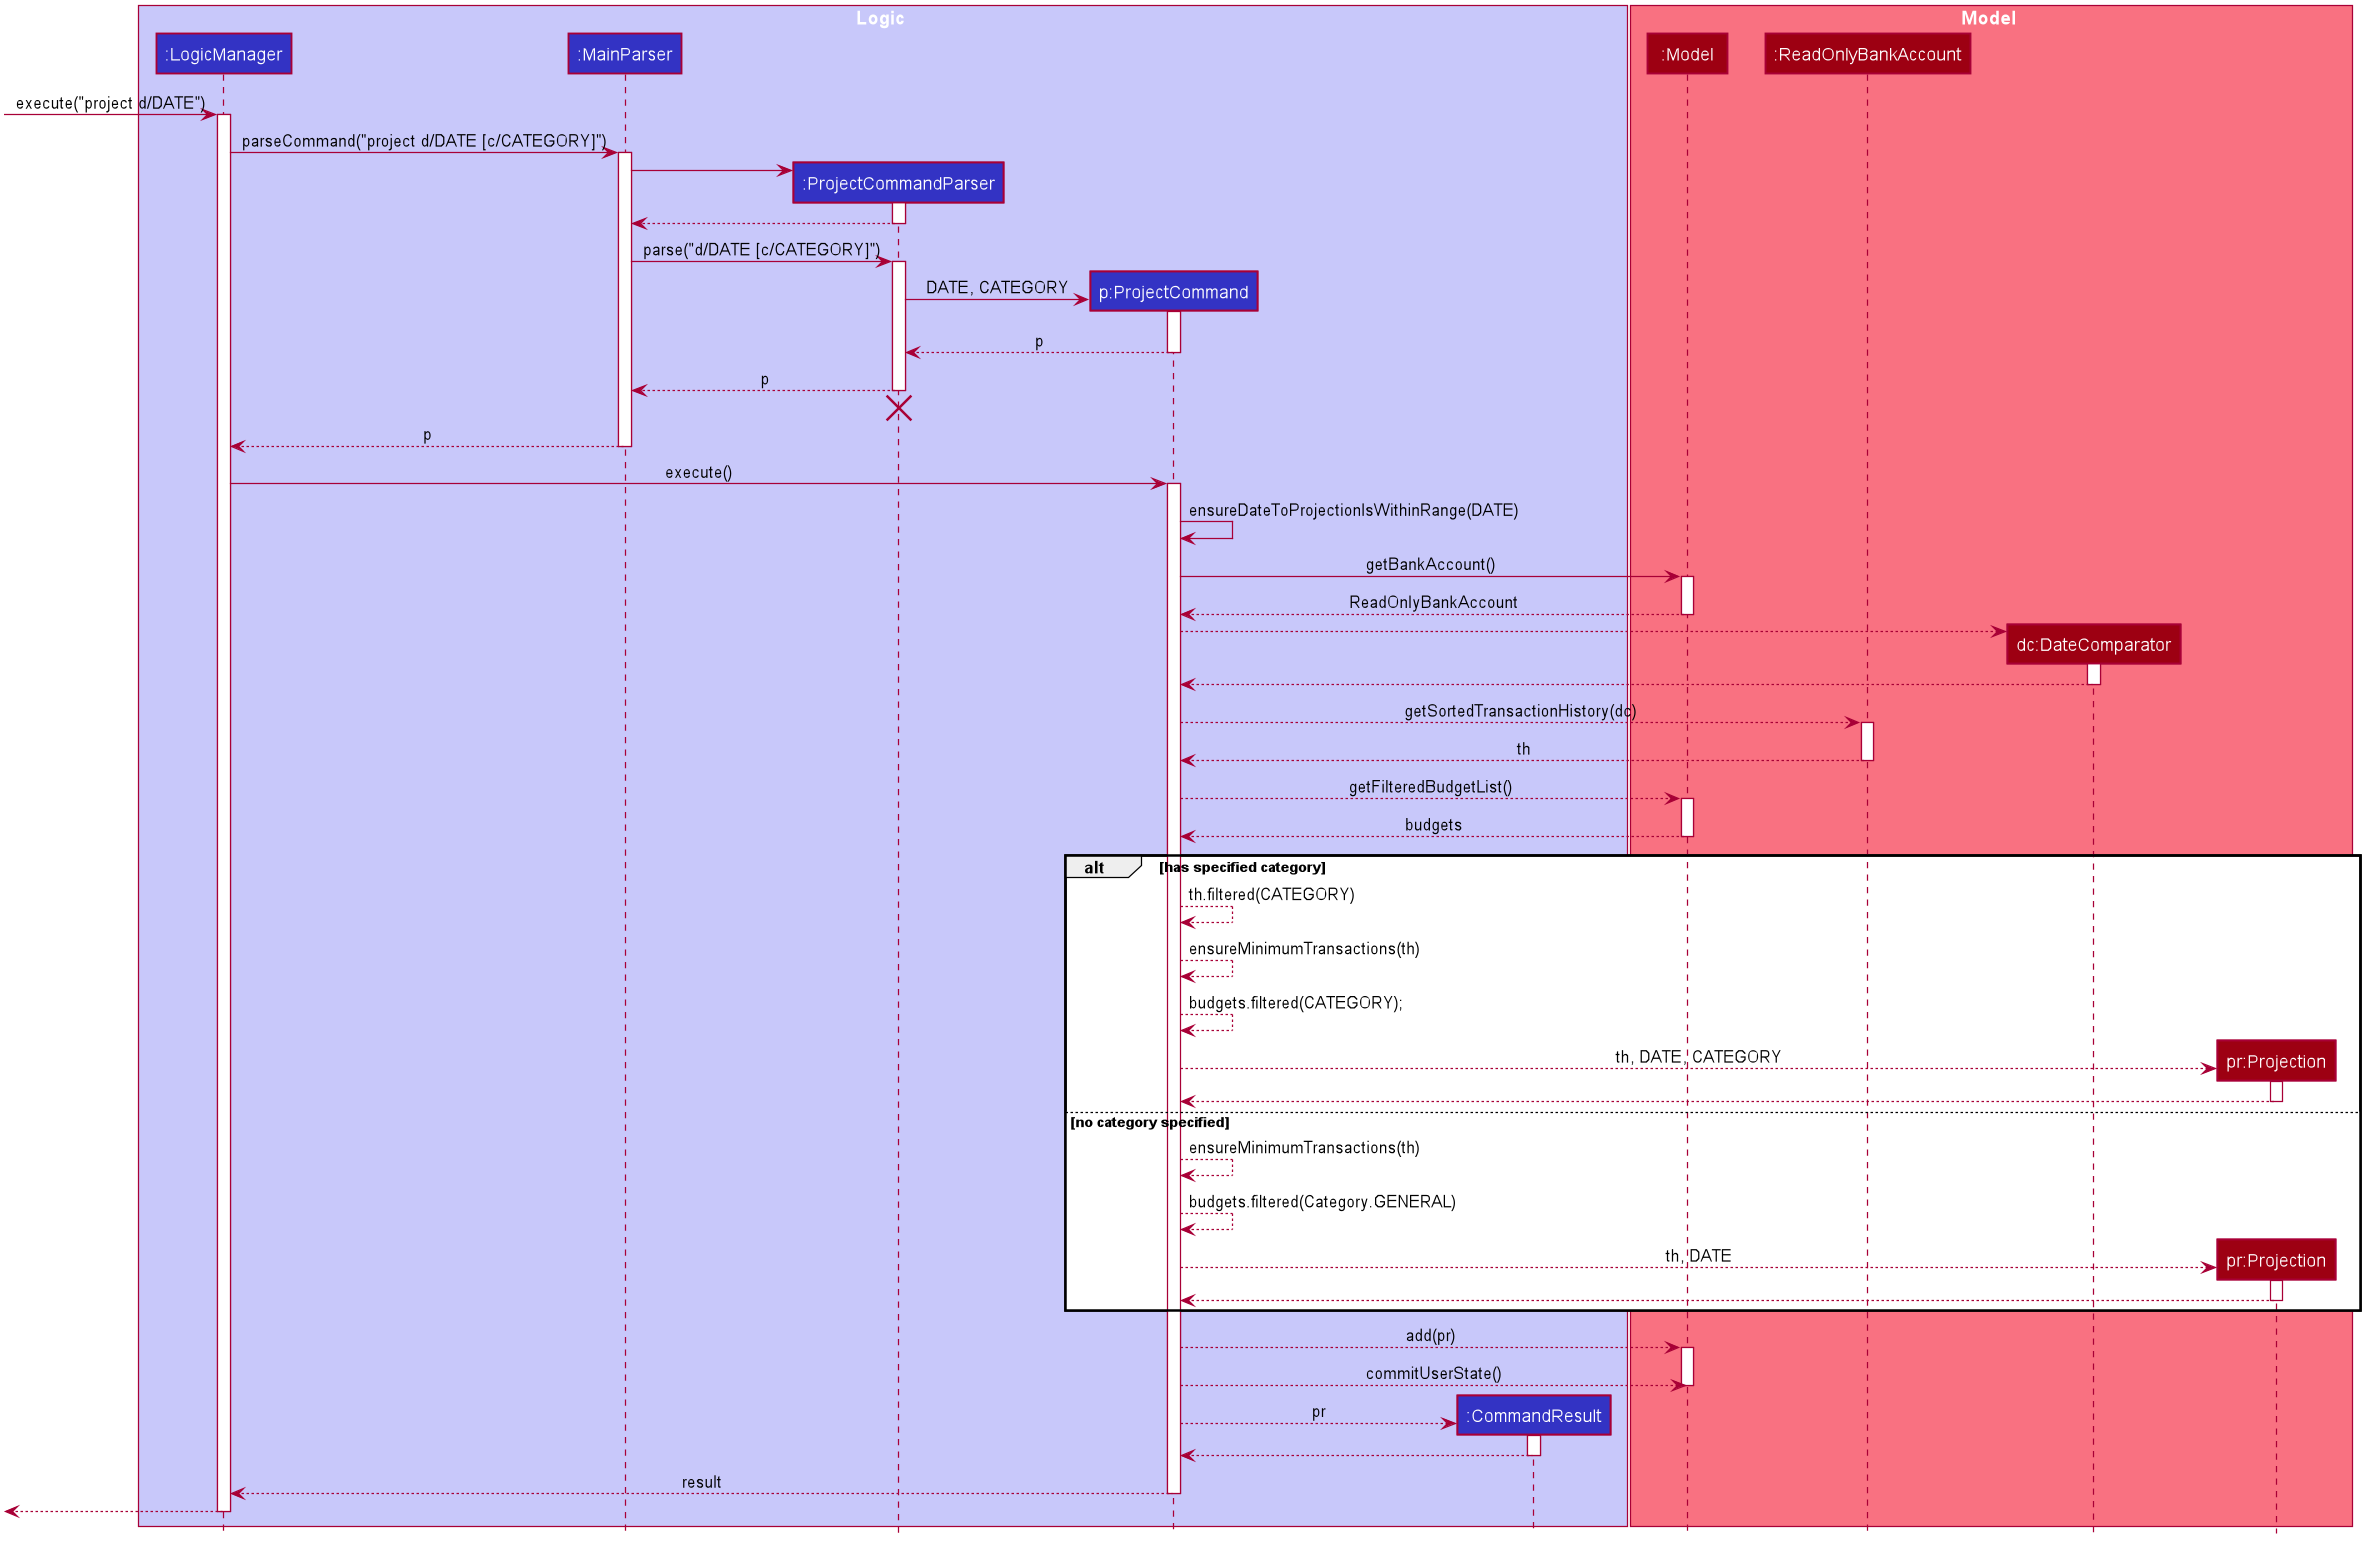 Logic
Model
:LogicManager
:MainParser
:Model
:ReadOnlyBankAccount
execute("project d/DATE")
parseCommand("project d/DATE [c/CATEGORY]")
:ProjectCommandParser
parse("d/DATE [c/CATEGORY]")
DATE, CATEGORY
p:ProjectCommand
p
p
p
execute()
ensureDateToProjectionIsWithinRange(DATE)
getBankAccount()
ReadOnlyBankAccount
dc:DateComparator
getSortedTransactionHistory(dc)
th
getFilteredBudgetList()
budgets
alt [has specified category]
th.filtered(CATEGORY)
ensureMinimumTransactions(th)
budgets.filtered(CATEGORY);
th, DATE, CATEGORY
pr:Projection
[no category specified]
ensureMinimumTransactions(th)
budgets.filtered(Category.GENERAL)
th, DATE
pr:Projection
add(pr)
commitUserState()
pr
:CommandResult
result